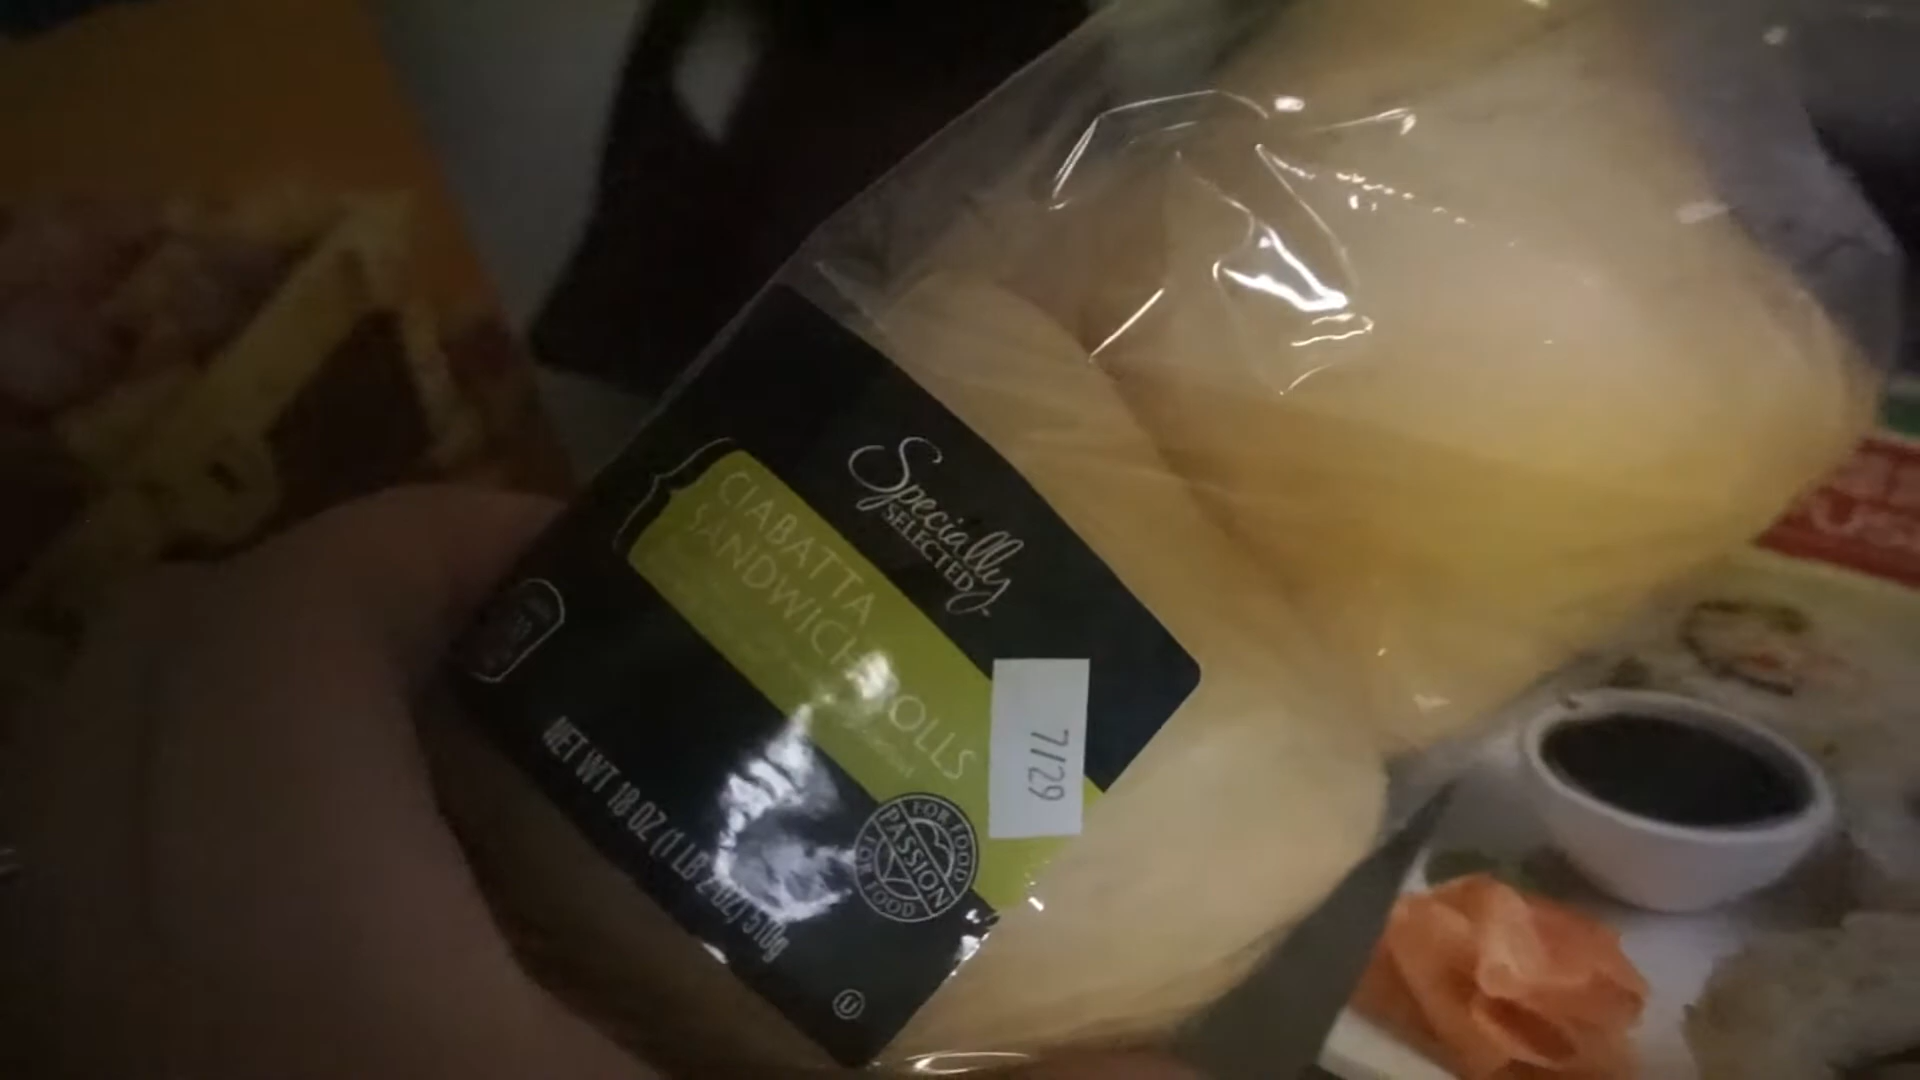 Specially
SELECTED
CIABATTA
SANDWICH ROLLS
7/29
FOR FOOD
PASSION
FOR FOOD
NET WT 18 OZ (1 LB 2 OZ) 510g
U